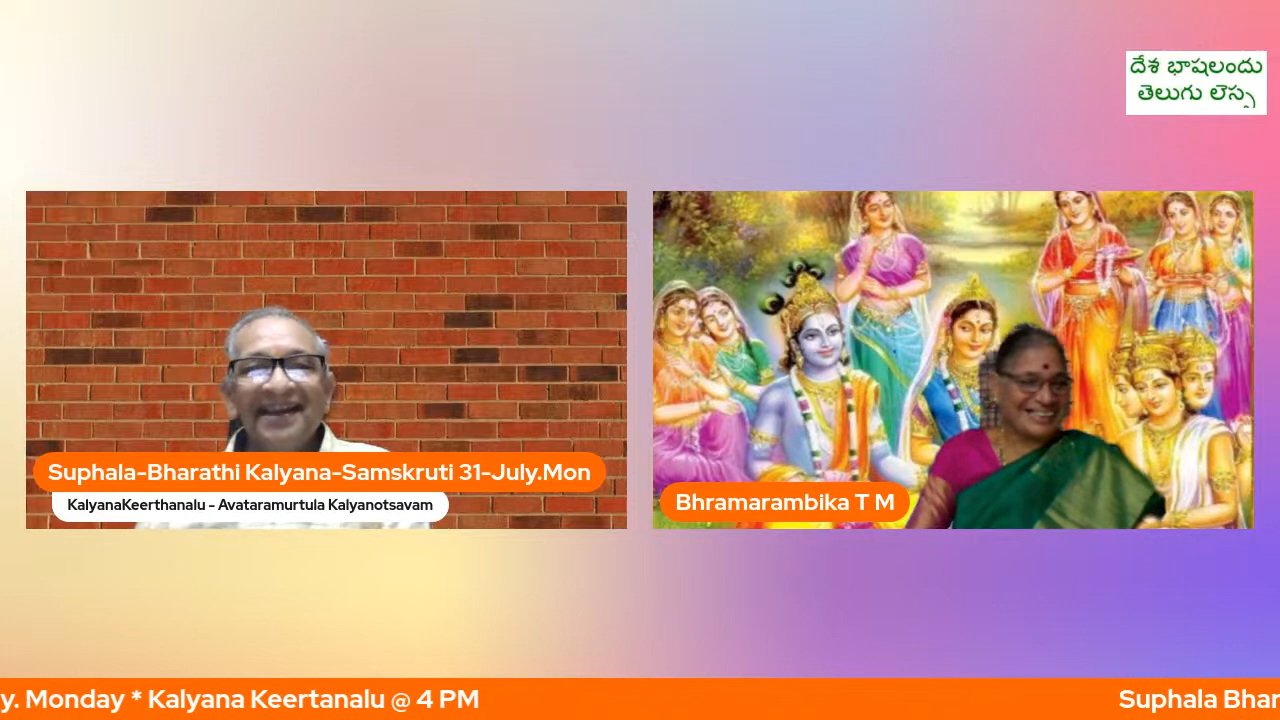 దేశ భాషలందు
తెలుగు లెస్స
Suphala-Bharathi Kalyana-Samskruti 31-July.Mon
KalyanaKeerthanalu - Avataramurtula Kalyanotsavam
Bhramarambika T M
y. Monday * Kalyana Keertanalu @ 4 PM
Suphala Bhar